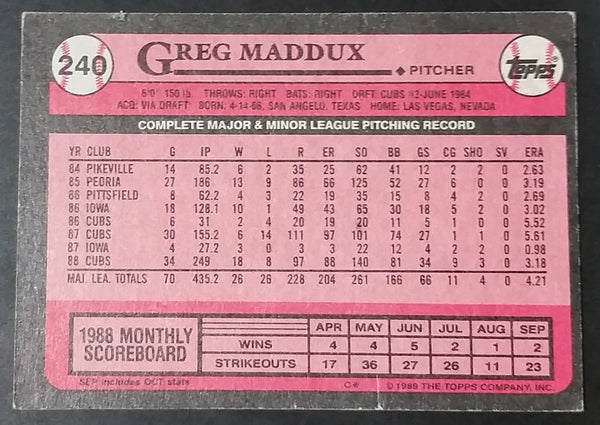 240
GREG MADDUX
PITCHER
TOPPS
6'0 150 lb. THROWS: RIGHT BATS: RIGHT DRFT: CUBS #2-JUNE 1984
ACQ: VIA DRAFT BORN: 4-14-66, SAN ANGELO, TEXAS HOME: LAS VEGAS, NEVADA
COMPLETE MAJOR & MINOR LEAGUE PITCHING RECORD
YR CLUB G IP W L R ER SO BB GS CG SHO SV ERA
84 PIKEVILLE 14 85.2 6 2 35 25 62 41 12 2 2 0 2.63
85 PEORIA 27 186 13 9 86 66 125 52 27 6 0 0 3.19
86 PITTSFIELD 8 62.2 4 3 22 19 35 15 8 4 2 0 2.69
86 IOWA 18 128.1 10 1 49 43 65 30 18 5 2 0 3.02
86 CUBS 6 31 2 4 20 19 20 11 5 1 0 0 5.52
87 CUBS 30 155.2 6 14 111 97 101 74 27 1 1 0 5.61
87 IOWA 4 27.2 3 0 3 3 22 12 4 2 2 0 0.98
88 CUBS 34 249 18 8 97 88 140 81 34 9 3 0 3.18
MAJ. LEA. TOTALS 70 435.2 26 26 228 204 261 166 66 11 4 0 4.21
1988 MONTHLY SCOREBOARD
APR MAY JUN JUL AUG SEP
WINS 4 4 5 2 1 2
STRIKEOUTS 17 36 27 26 11 23
SEP includes OCT stats
C* © 1989 THE TOPPS COMPANY, INC.